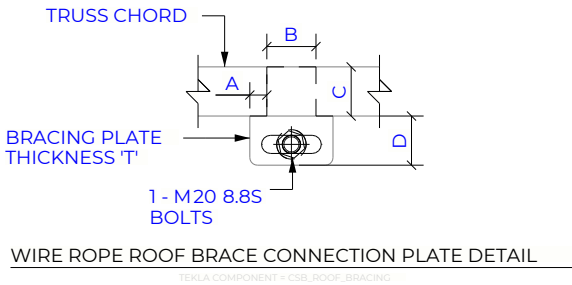 TRUSS CHORD
B
A
C
D
BRACING PLATE
THICKNESS 'T'
1 - M20 8.8S
BOLTS
WIRE ROPE ROOF BRACE CONNECTION PLATE DETAIL
TEKLA COMPONENT = CSB_ROOF_BRACING